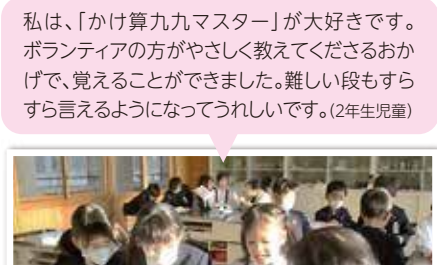 私は、「かけ算九九マスター」が大好きです。
ボランティアの方がやさしく教えてくださるおか
げで、覚えることができました。難しい段もすら
すら言えるようになってうれしいです。(2年生児童)